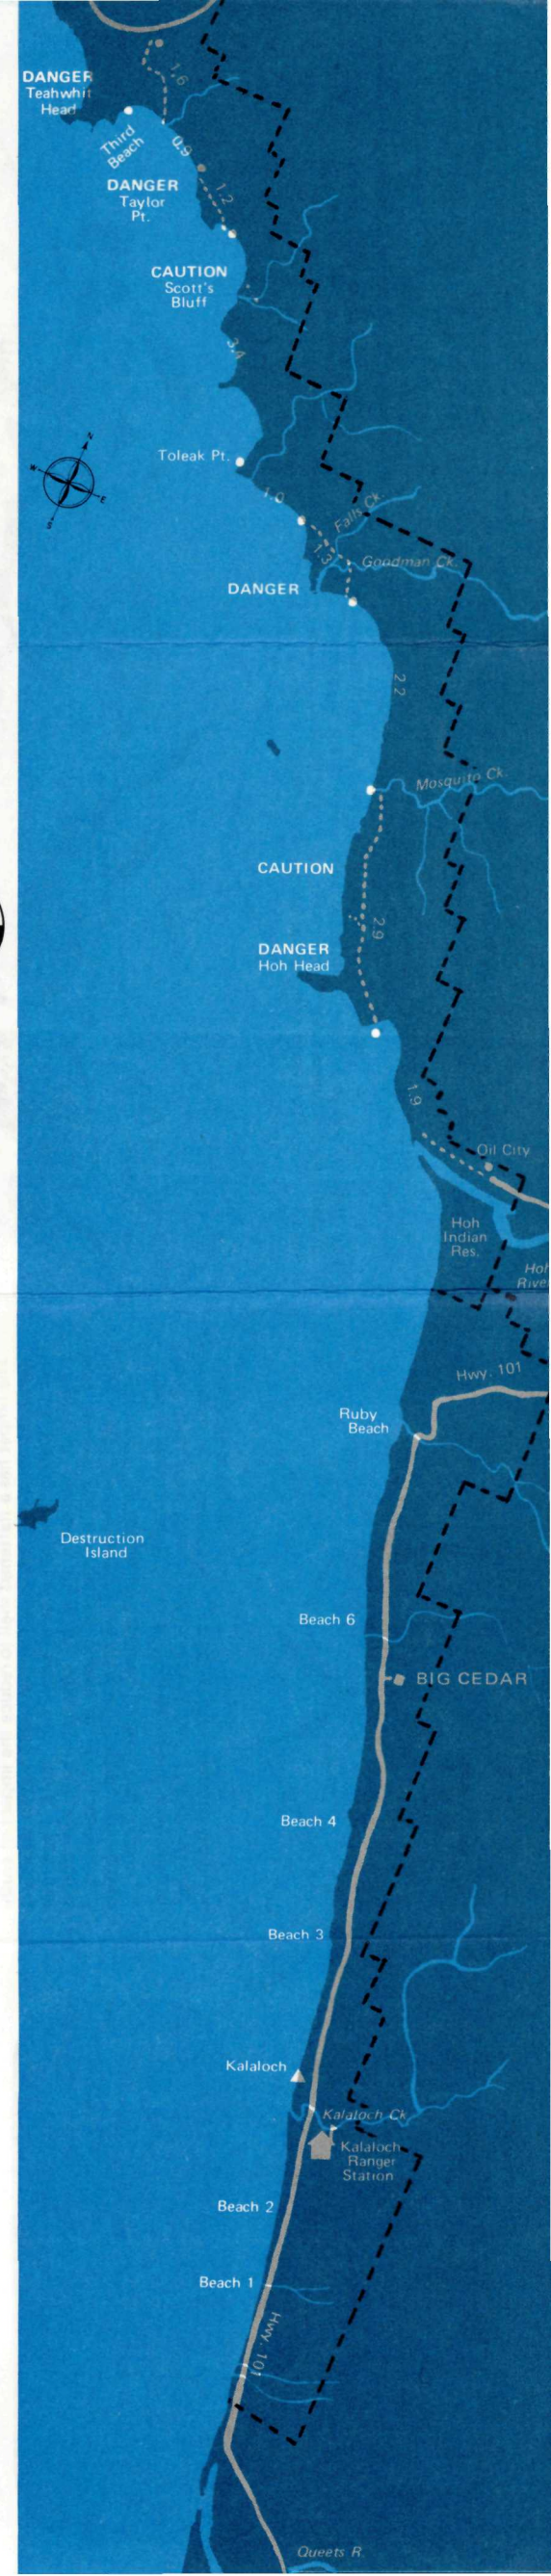 1.6
DANGER
Teahwhit
Head
Third
Beach
0.9
DANGER
Taylor
Pt.
1.2
CAUTION
Scott's
Bluff
3.4
N
W
E
S
Toleak Pt.
1.0
Falls Ck.
1.3
Goodman Ck.
DANGER
2.2
Mosquito Ck.
CAUTION
2.9
DANGER
Hoh Head
1.9
Oil City
Hoh
Indian
Res.
Hoh
River
Hwy. 101
Ruby
Beach
Destruction
Island
Beach 6
BIG CEDAR
Beach 4
Beach 3
Kalaloch
Kalaloch Ck
Kalaloch
Ranger
Station
Beach 2
Beach 1
Hwy. 101
Queets R.